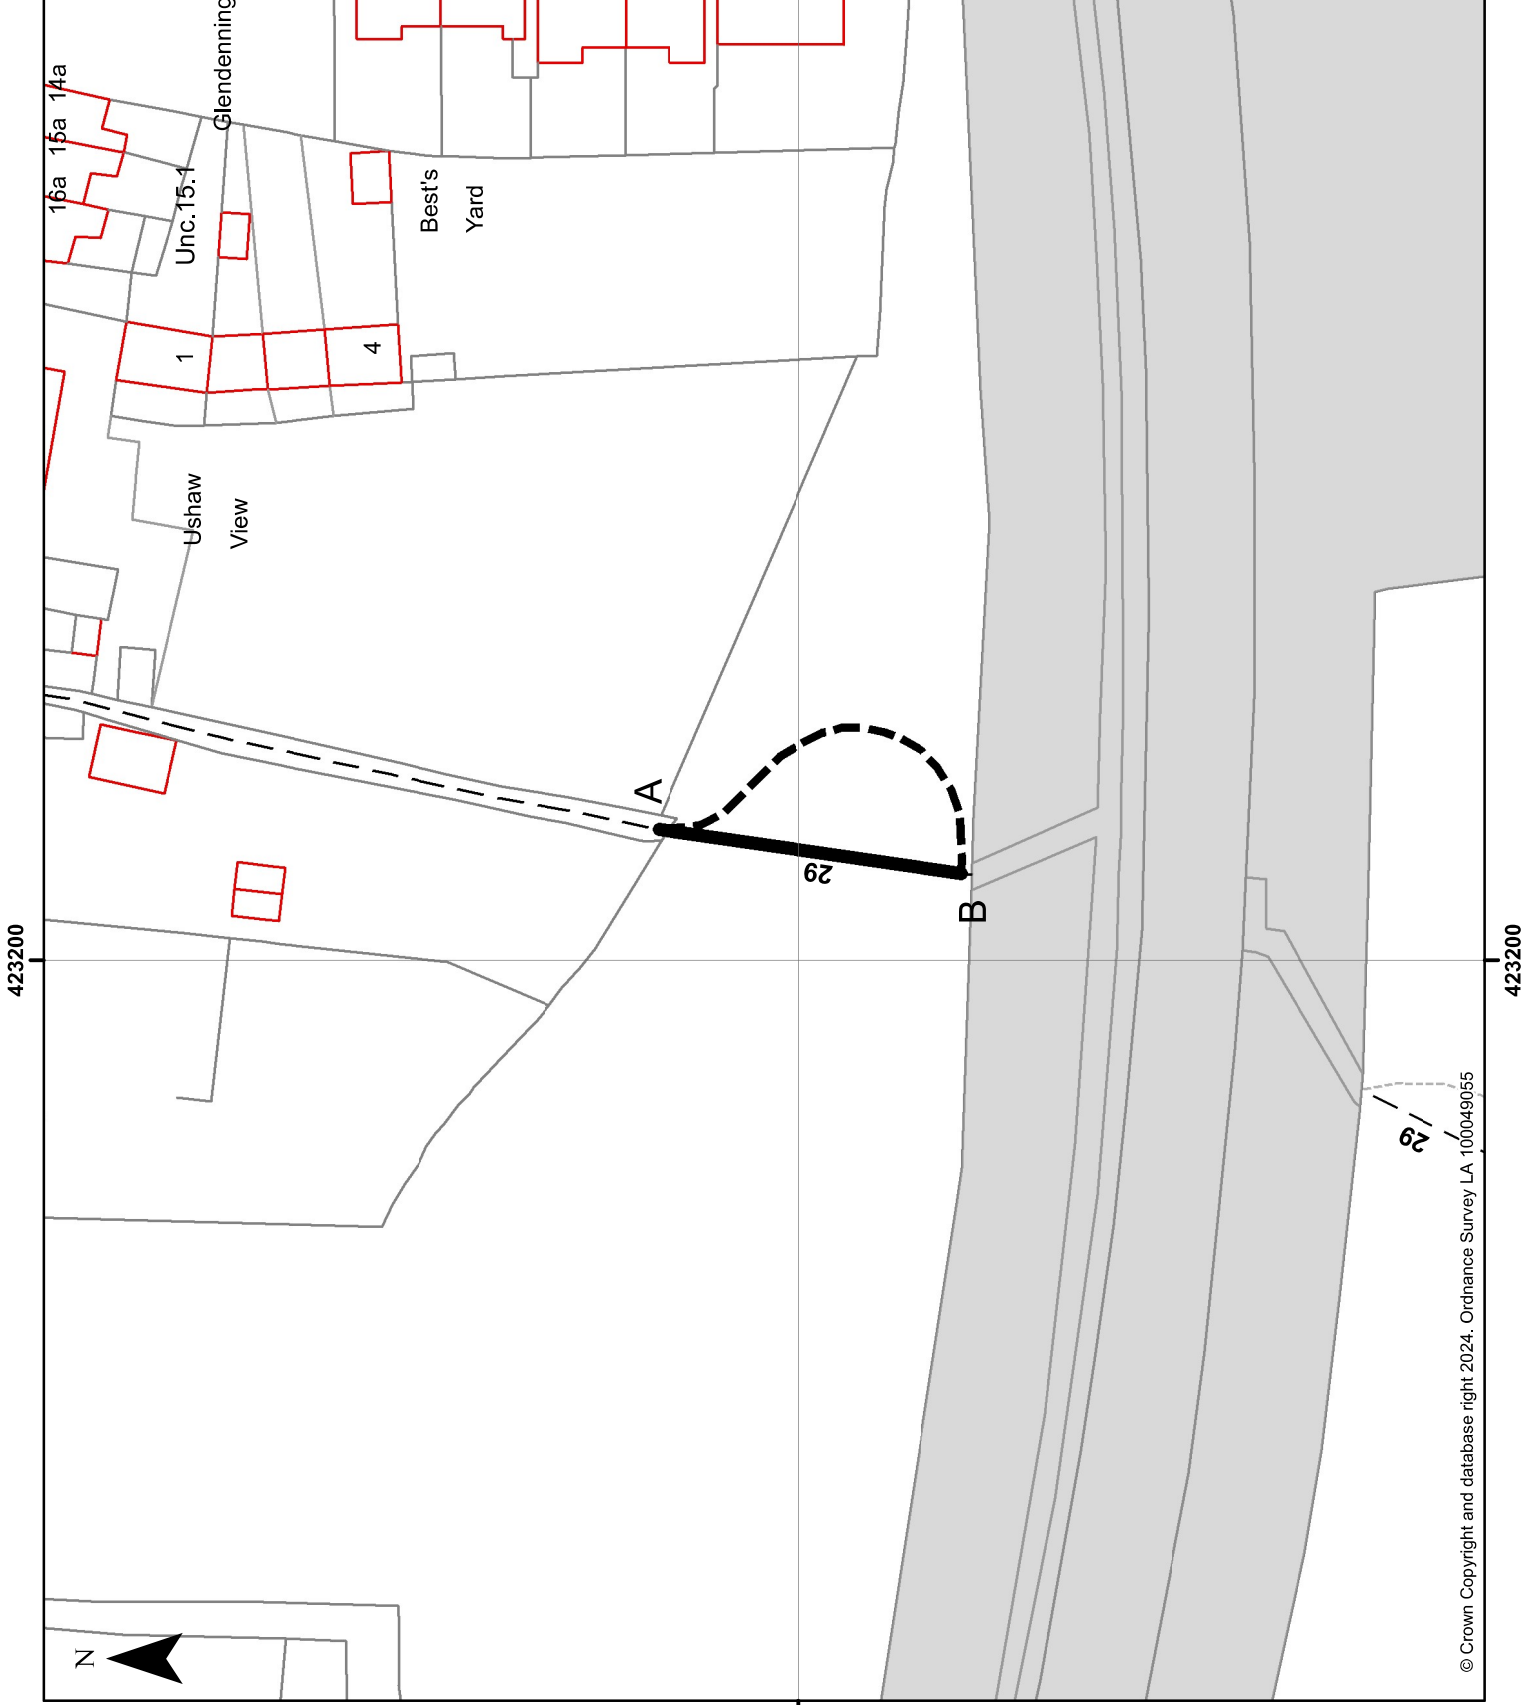 N
423200
16a 15a 14a
Unc.15.1
Glendenning
1
4
Best's
Yard
Ushaw
View
A
29
B
29
423200
© Crown Copyright and database right 2024. Ordnance Survey LA 100049055